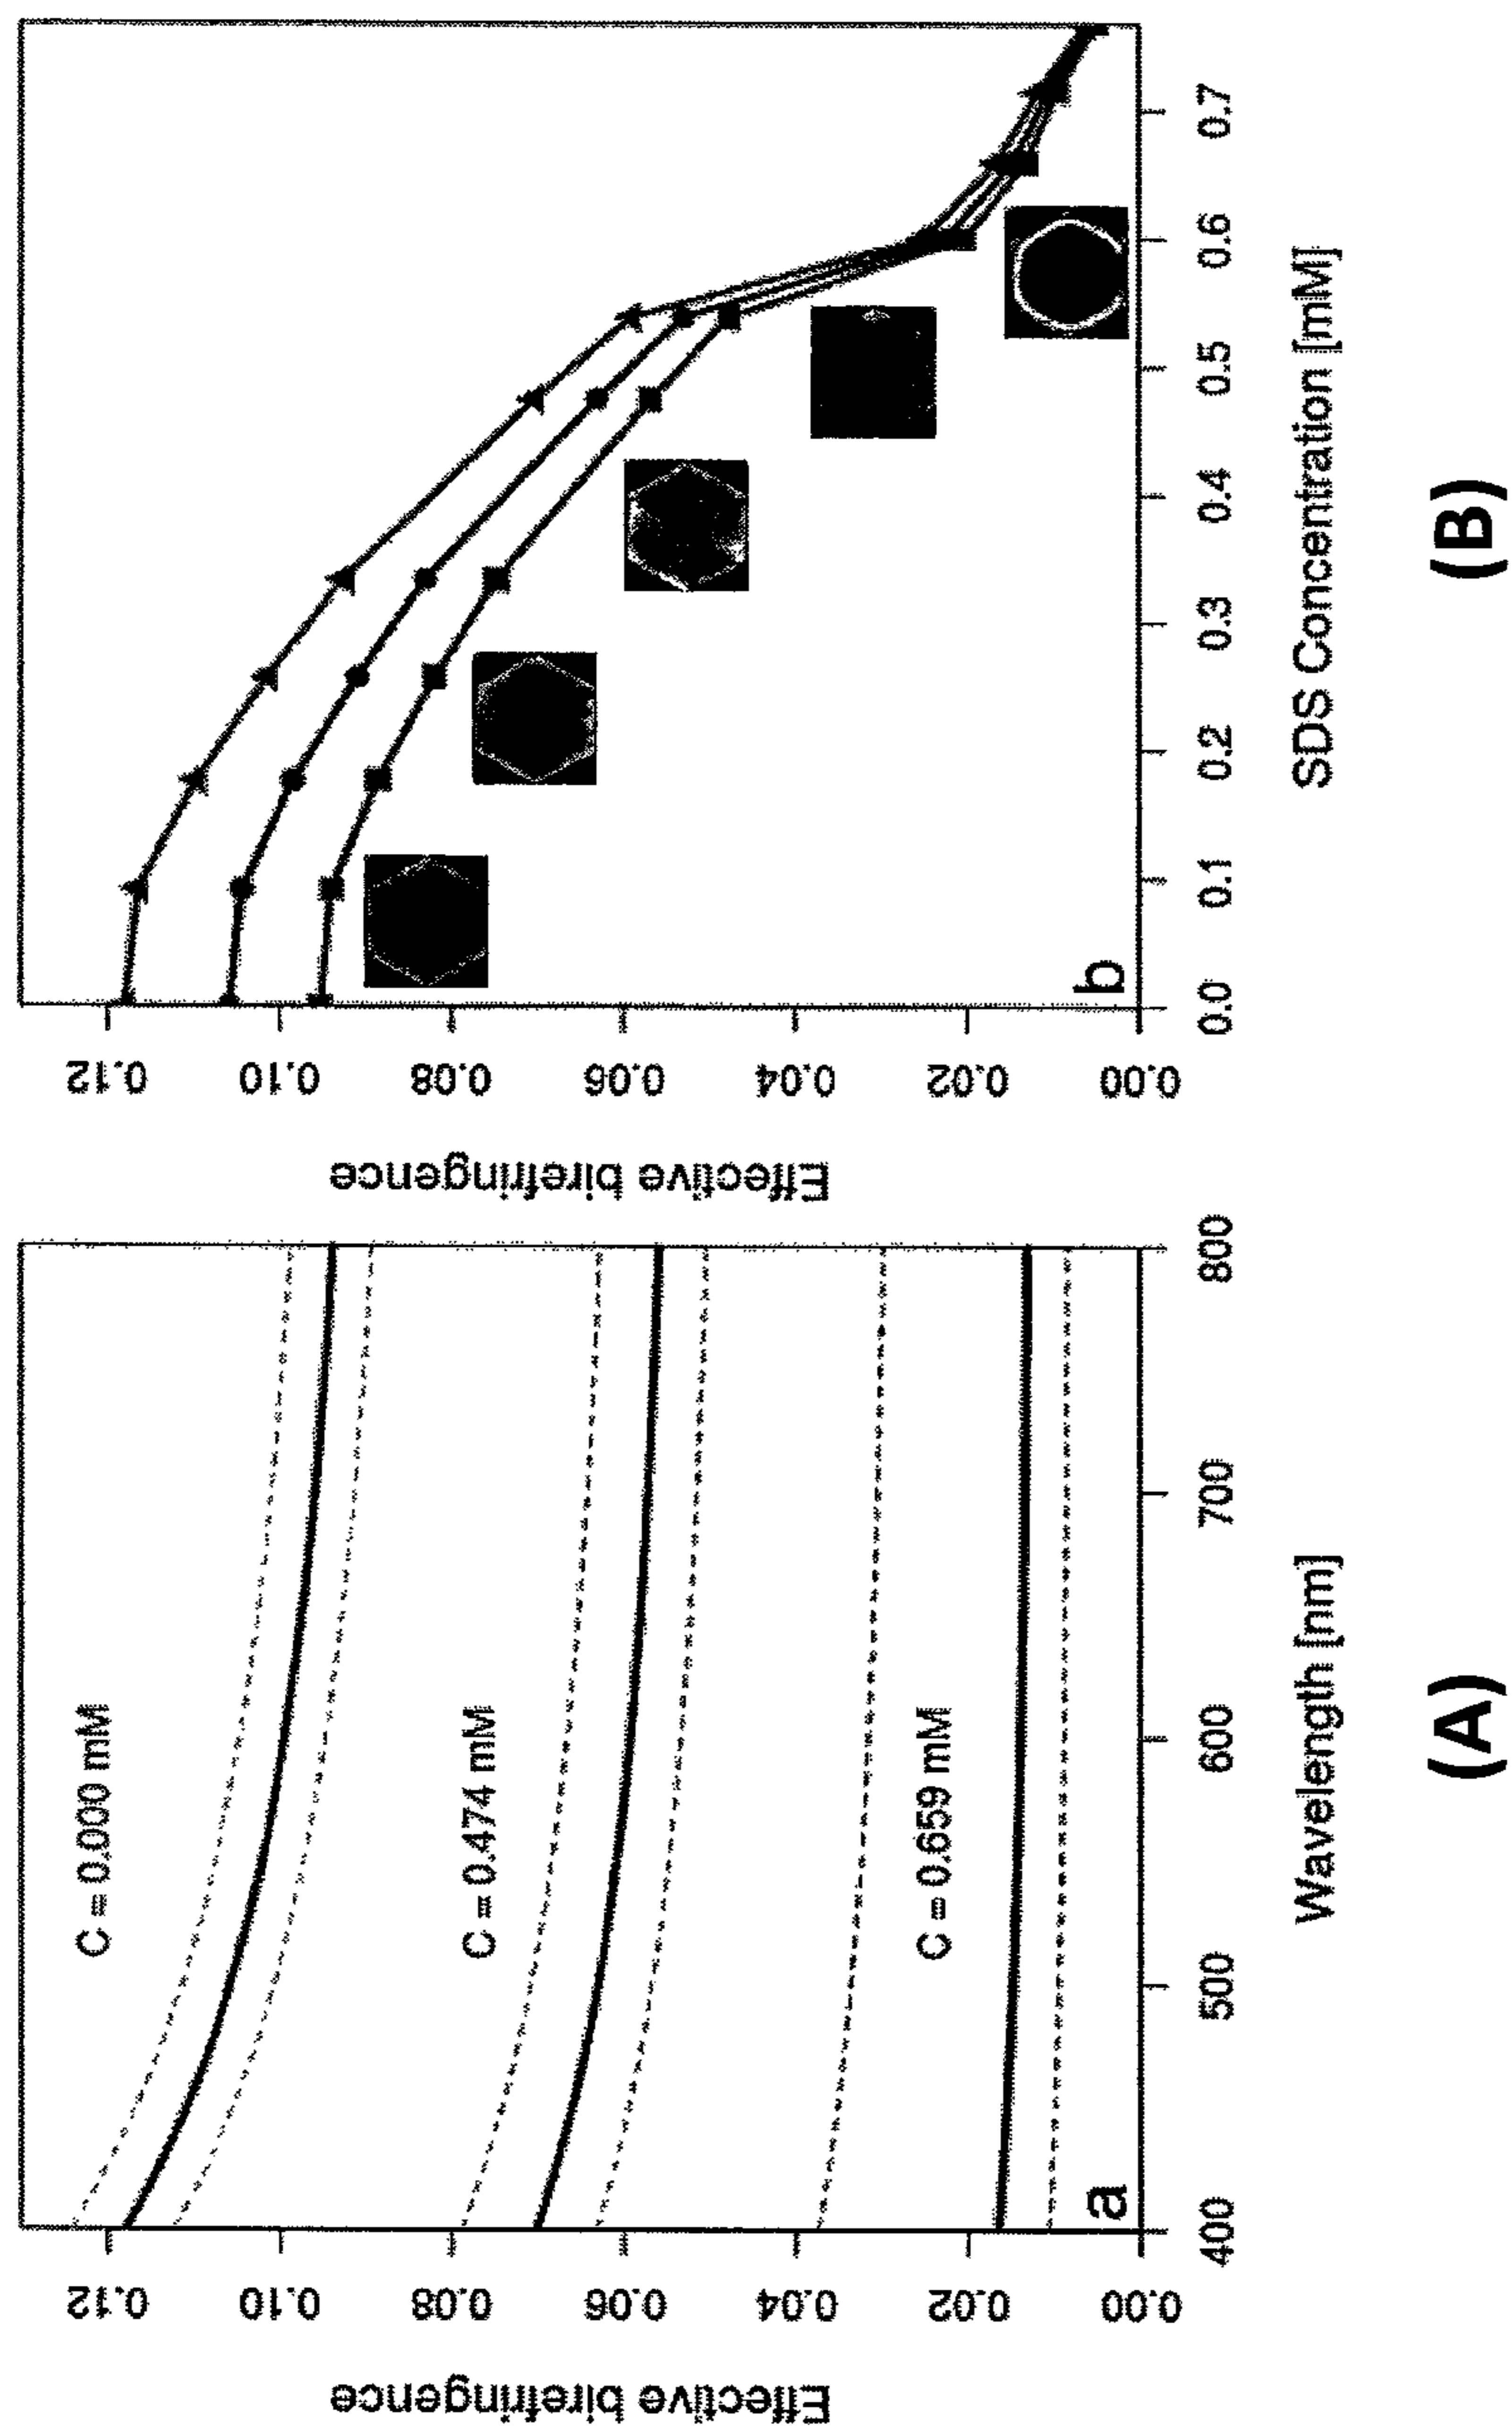 0.12
0.10
0.08
0.06
0.04
0.02
0.00
Effective birefringence
C = 0.000 mM
C = 0.474 mM
C = 0.659 mM
a
400
500
600
700
800
Wavelength [nm]
(A)
0.12
0.10
0.08
0.06
0.04
0.02
0.00
Effective birefringence
b
0.0
0.1
0.2
0.3
0.4
0.5
0.6
0.7
SDS Concentration [mM]
(B)